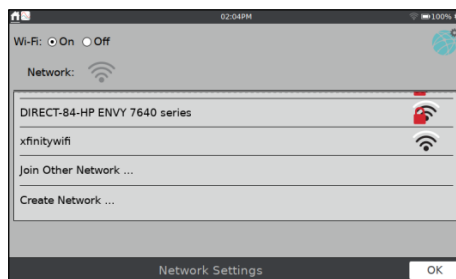 02:04PM
100%
Wi-Fi: On Off
Network:
DIRECT-84-HP ENVY 7640 series
xfinitywifi
Join Other Network ...
Create Network ...
Network Settings
OK